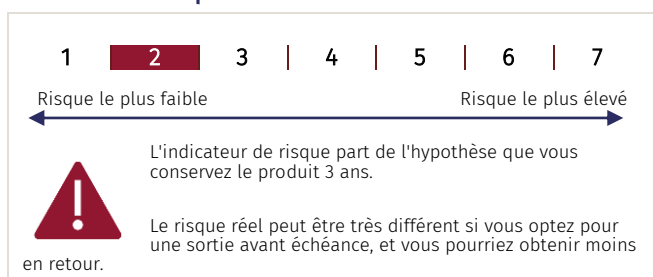 1 2 3 4 5 6 7
Risque le plus faible Risque le plus élevé
L'indicateur de risque part de l'hypothèse que vous
conservez le produit 3 ans.
Le risque réel peut être très différent si vous optez pour
une sortie avant échéance, et vous pourriez obtenir moins
en retour.